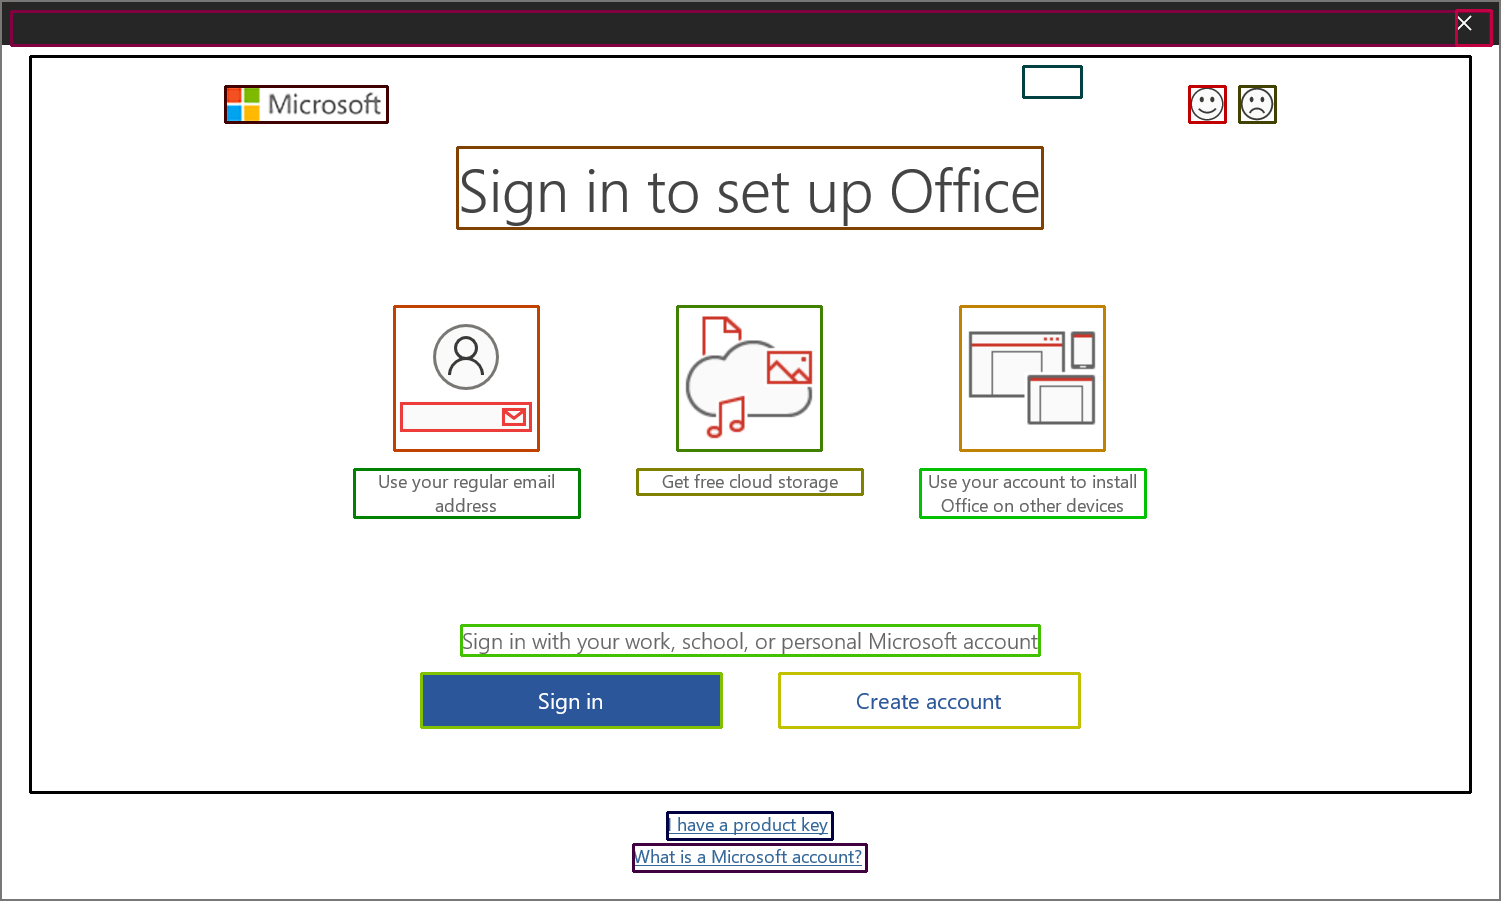 Microsoft
Sign in to set up Office
Use your regular email
address
Get free cloud storage
Use your account to install
Office on other devices
Sign in with your work, school, or personal Microsoft account
Sign in
Create account
I have a product key
What is a Microsoft account?